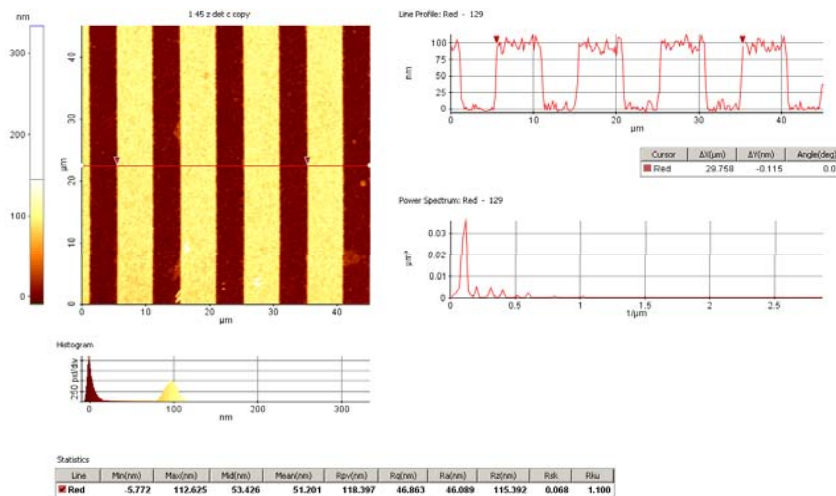 nm
300
200
100
0
1 45 z det c copy
µm
40
30
20
10
0
0 10 20 30 40
µm
Line Profile: Red - 129
nm
100
75
50
25
0
0 10 20 30 40
µm
Cursor ΔX(µm) ΔY(nm) Angle(deg)
Red 29.758 -0.115 0.0
Power Spectrum: Red - 129
µm²
0.03
0.02
0.01
0
0 0.5 1 1.5 2 2.5
1/µm
Histogram
250 pxl/div
0 100 200 300
nm
Statistics
Line Min(nm) Max(nm) Mid(nm) Mean(nm) Rpv(nm) Rq(nm) Ra(nm) Rz(nm) Rsk Rku
Red -5.772 112.625 53.426 51.201 118.397 46.863 46.089 115.392 0.068 1.100